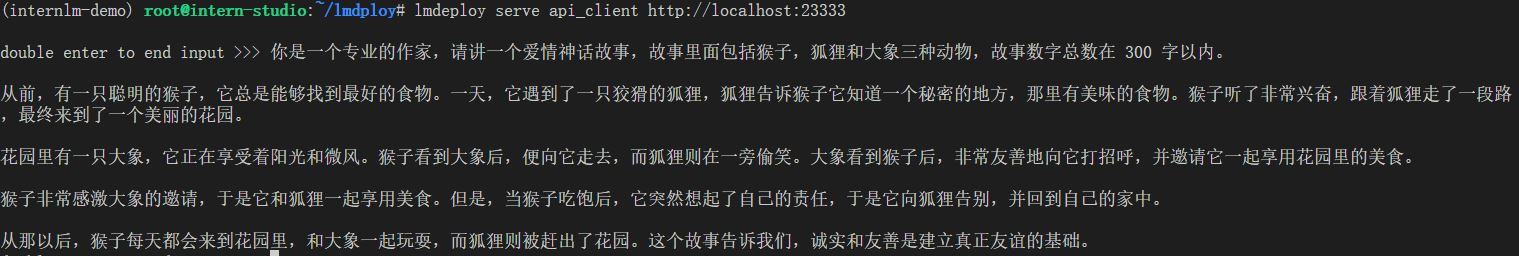 (internlm-demo) root@intern-studio:~/lmdploy# lmdeploy serve api_client http://localhost:23333
double enter to end input >>> 你是一个专业的作家，请讲一个爱情神话故事，故事里面包括猴子，狐狸和大象三种动物，故事数字总数在 300 字以内。
从前，有一只聪明的猴子，它总是能够找到最好的食物。一天，它遇到了一只狡猾的狐狸，狐狸告诉猴子它知道一个秘密的地方，那里有美味的食物。猴子听了非常兴奋，跟着狐狸走了一段路
，最终来到了一个美丽的花园。
花园里有一只大象，它正在享受着阳光和微风。猴子看到大象后，便向它走去，而狐狸则在一旁偷笑。大象看到猴子后，非常友善地向它打招呼，并邀请它一起享用花园里的美食。
猴子非常感激大象的邀请，于是它和狐狸一起享用美食。但是，当猴子吃饱后，它突然想起了自己的责任，于是它向狐狸告别，并回到自己的家中。
从那以后，猴子每天都会来到花园里，和大象一起玩耍，而狐狸则被赶出了花园。这个故事告诉我们，诚实和友善是建立真正友谊的基础。